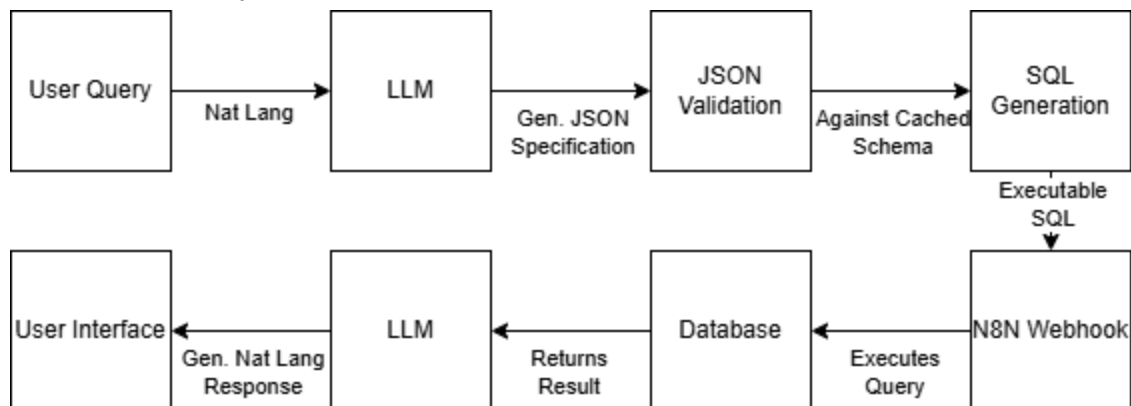 User Query
Nat Lang
LLM
Gen. JSON
Specification
JSON
Validation
Against Cached
Schema
SQL
Generation
Executable
SQL
N8N Webhook
Executes
Query
Database
Returns
Result
LLM
Gen. Nat Lang
Response
User Interface